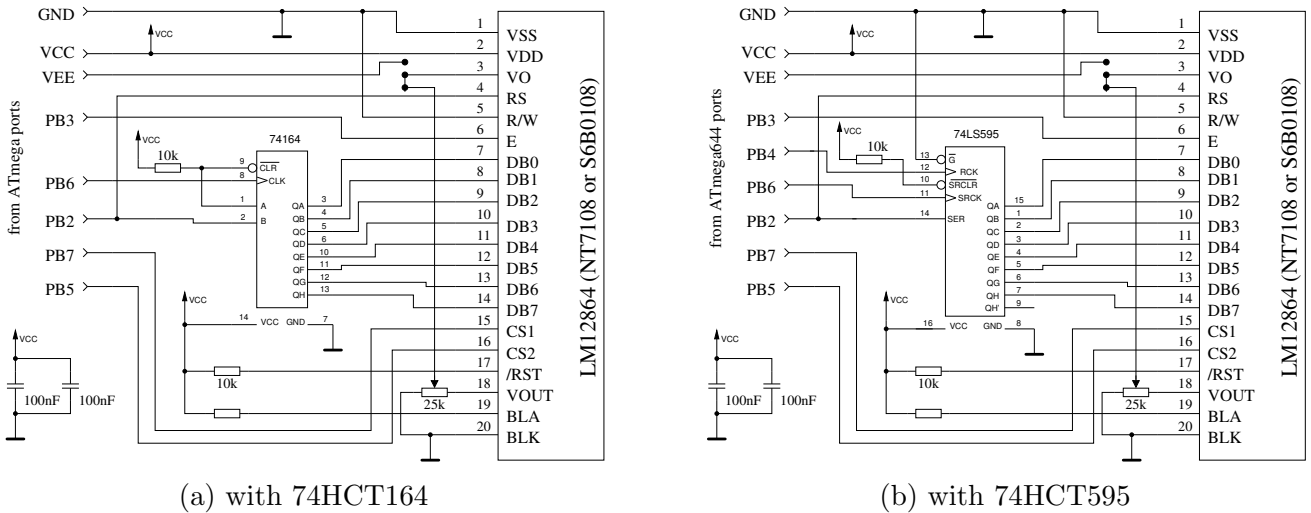 GND
VCC
VEE
PB3
PB6
PB2
PB7
PB5
from ATmega ports
VCC
VCC
10k
74164
9 CLR
8 CLK
1 A
2 B
QA 3
QB 4
QC 5
QD 6
QE 10
QF 11
QG 12
QH 13
14 VCC GND 7
VCC
VCC
100nF 100nF
10k
25k
1 VSS
2 VDD
3 VO
4 RS
5 R/W
6 E
7 DB0
8 DB1
9 DB2
10 DB3
11 DB4
12 DB5
13 DB6
14 DB7
15 CS1
16 CS2
17 /RST
18 VOUT
19 BLA
20 BLK
LM12864 (NT7108 or S6B0108)
(a) with 74HCT164
GND
VCC
VEE
PB3
PB4
PB6
PB2
PB7
PB5
from ATmega644 ports
VCC
VCC
10k
74LS595
13 G
12 RCK
10 SRCLR
11 SRCK
14 SER
QA 15
QB 1
QC 2
QD 3
QE 4
QF 5
QG 6
QH 7
QH' 9
16 VCC GND 8
VCC
VCC
100nF 100nF
10k
25k
1 VSS
2 VDD
3 VO
4 RS
5 R/W
6 E
7 DB0
8 DB1
9 DB2
10 DB3
11 DB4
12 DB5
13 DB6
14 DB7
15 CS1
16 CS2
17 /RST
18 VOUT
19 BLA
20 BLK
LM12864 (NT7108 or S6B0108)
(b) with 74HCT595